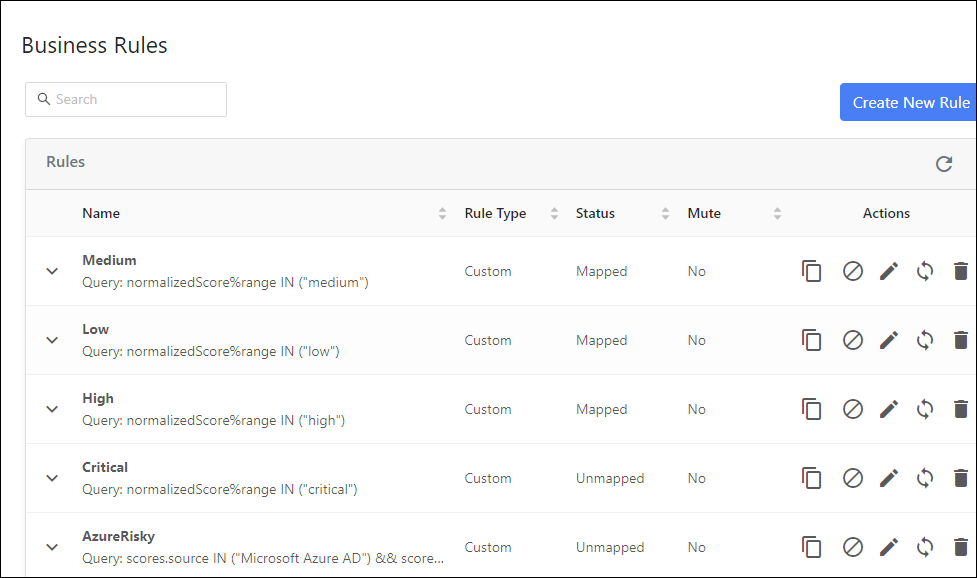 Business Rules
Search
Create New Rule
Rules
Name Rule Type Status Mute Actions
Medium
Query: normalizedScore%range IN ("medium") Custom Mapped No
Low
Query: normalizedScore%range IN ("low") Custom Mapped No
High
Query: normalizedScore%range IN ("high") Custom Mapped No
Critical
Query: normalizedScore%range IN ("critical") Custom Unmapped No
AzureRisky
Query: scores.source IN ("Microsoft Azure AD") && score... Custom Unmapped No